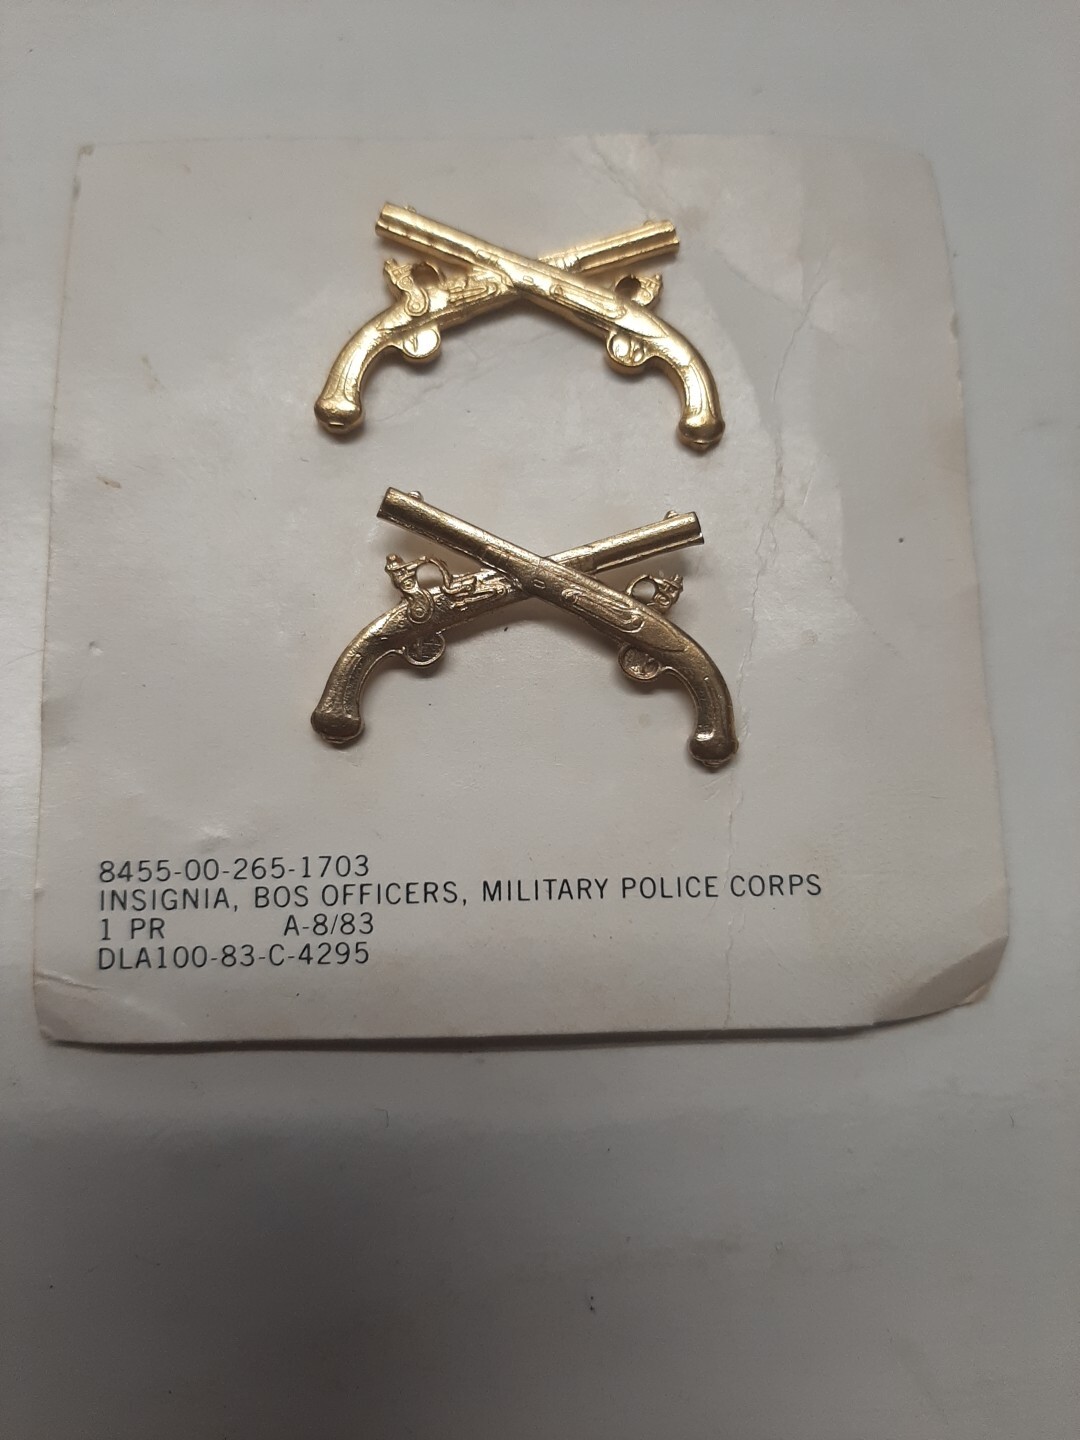 8455-00-265-1703
INSIGNIA, BOS OFFICERS, MILITARY POLICE CORPS
1 PR A-8/83
DLA100-83-C-4295